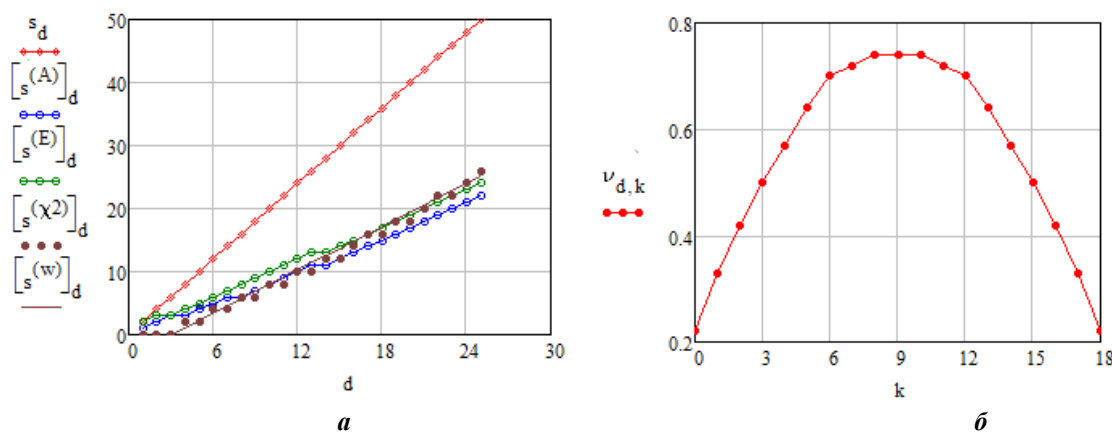 s_d
[s^(A)]_d
[s^(E)]_d
[s^(χ2)]_d
[s^(w)]_d
50
40
30
20
10
0
0 6 12 18 24 30
d
а
0.8
0.6
0.4
0.2
ν_d,k
0 3 6 9 12 15 18
k
б